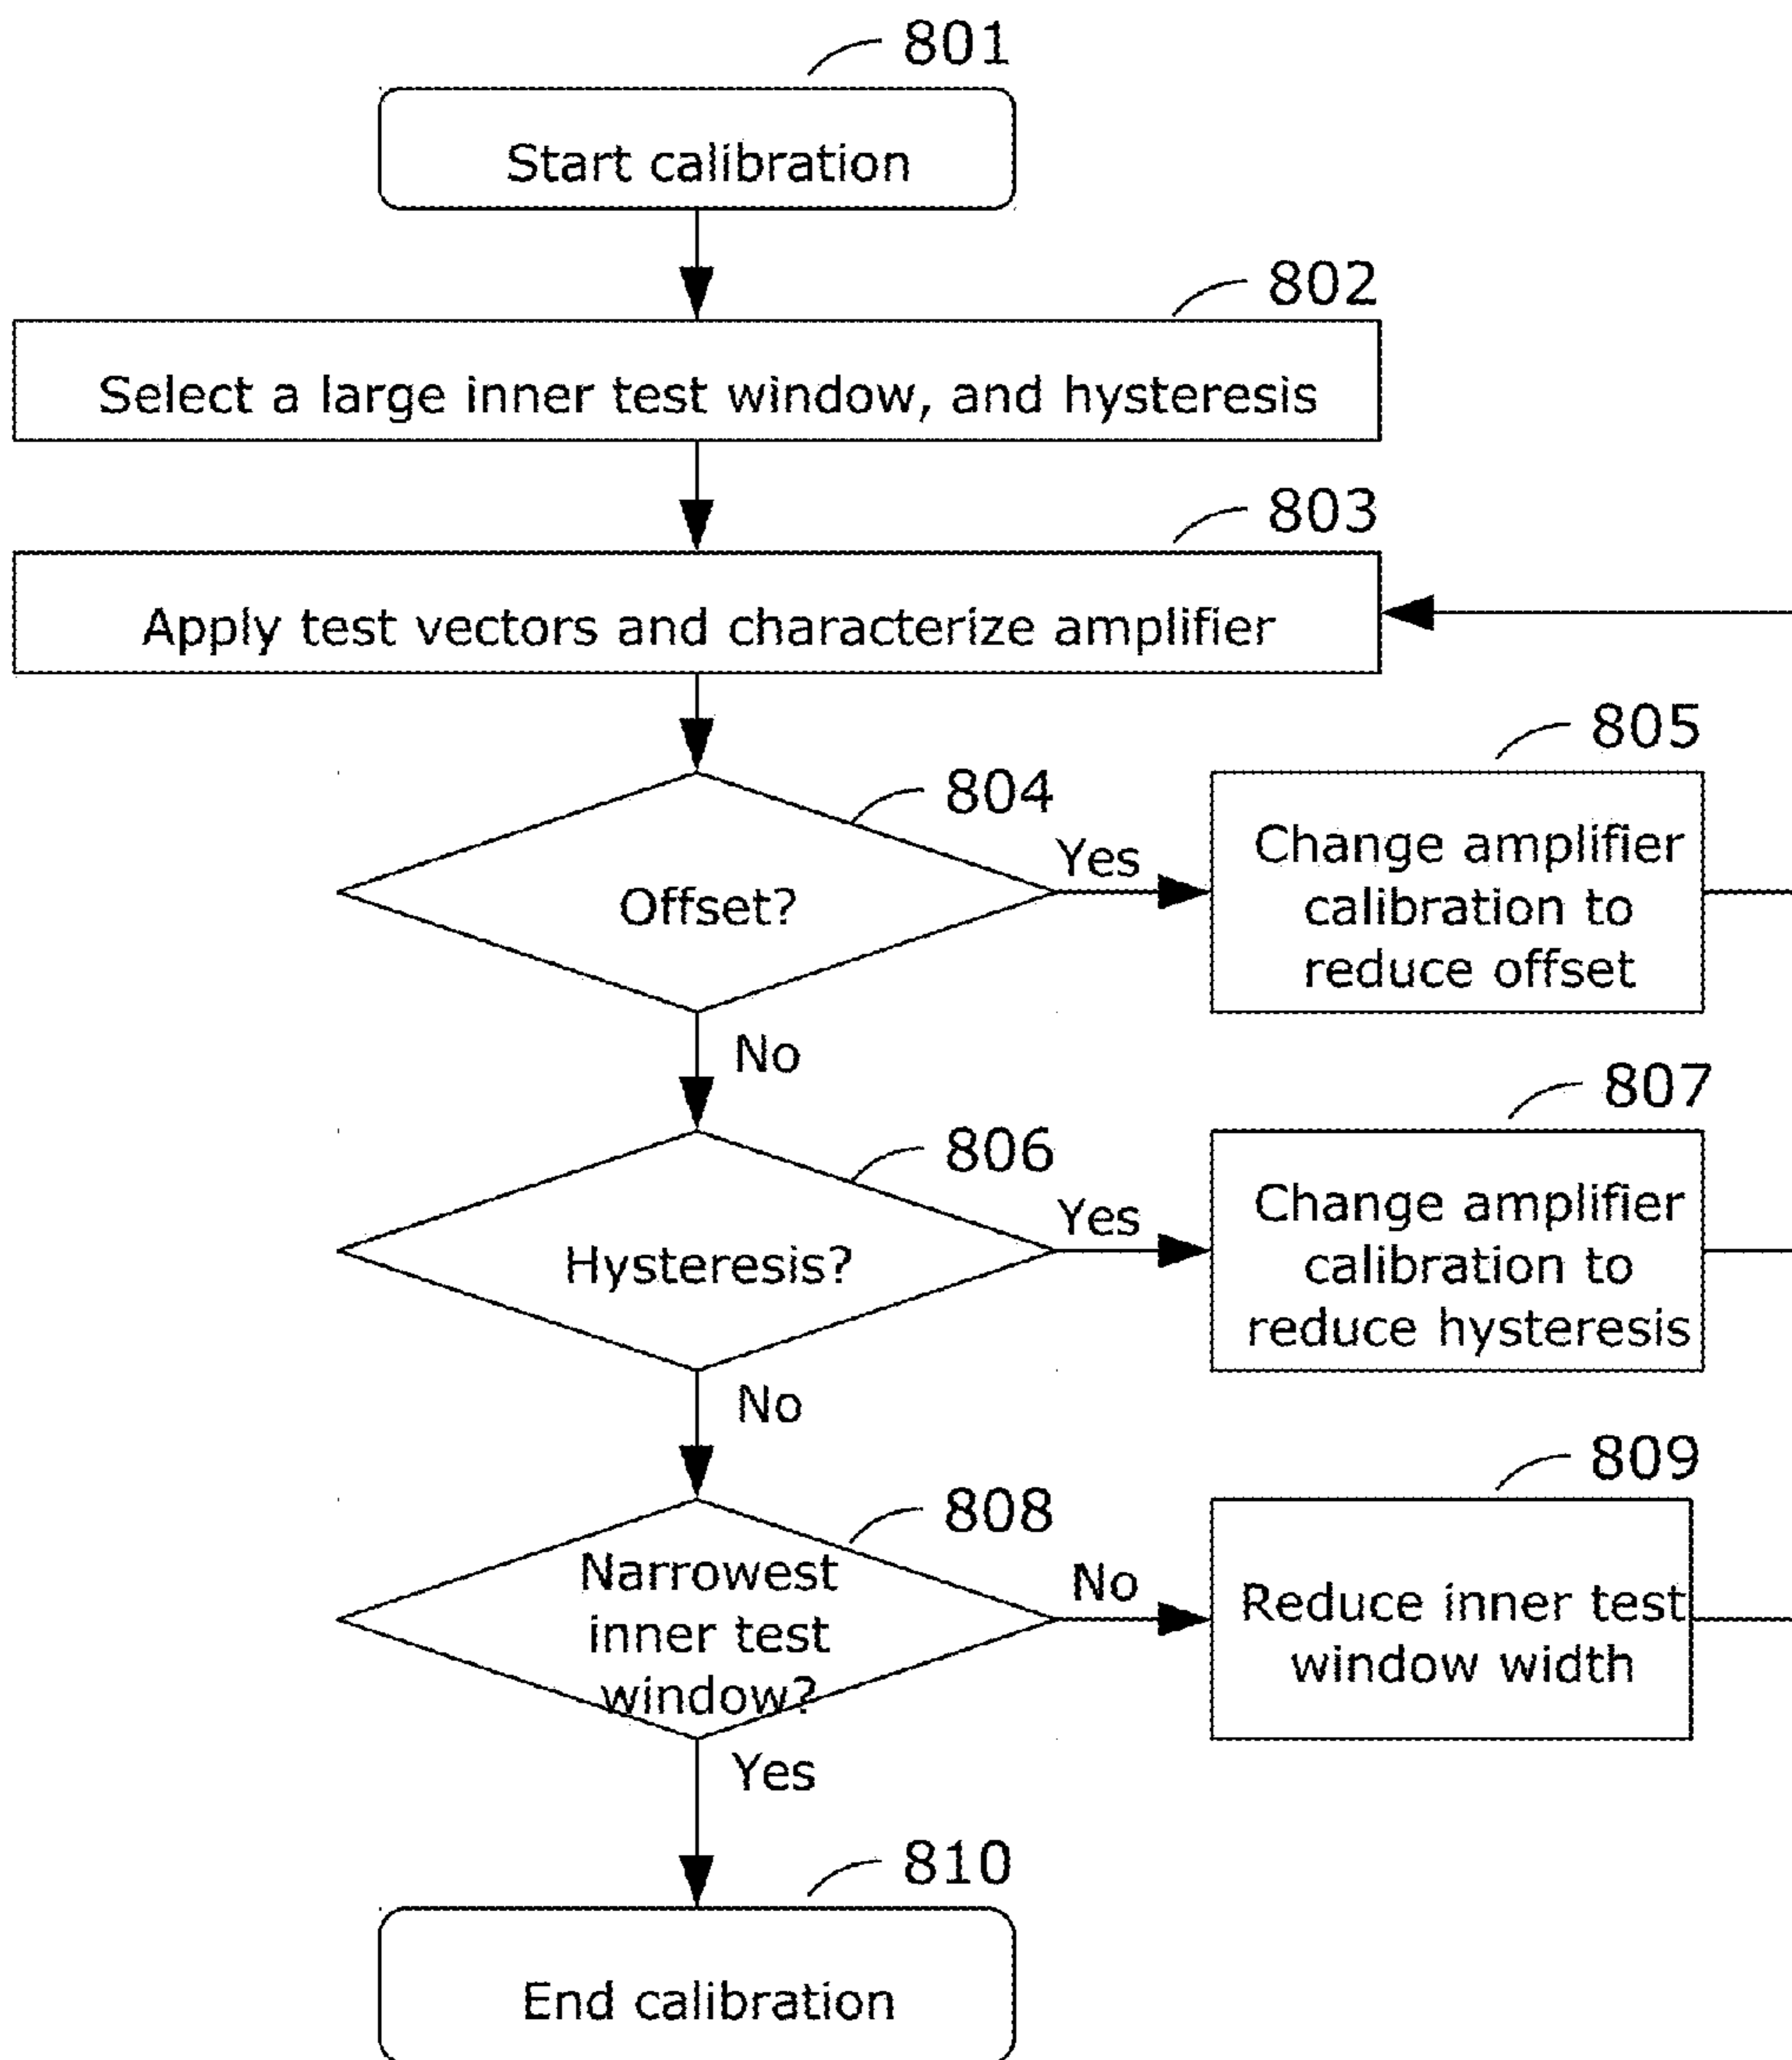 801
Start calibration
802
Select a large inner test window, and hysteresis
803
Apply test vectors and characterize amplifier
804
Offset?
Yes
805
Change amplifier
calibration to
reduce offset
No
806
Hysteresis?
Yes
807
Change amplifier
calibration to
reduce hysteresis
No
808
Narrowest
inner test
window?
No
809
Reduce inner test
window width
Yes
810
End calibration